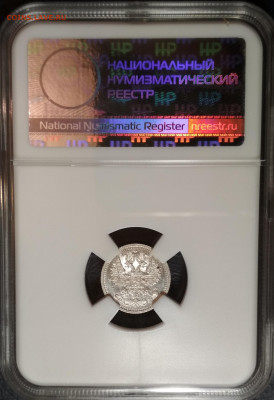 НАЦИОНАЛЬНЫЙ
НУМИЗМАТИЧЕСКИЙ
РЕЕСТР
National Numismatic Register nreestr.ru